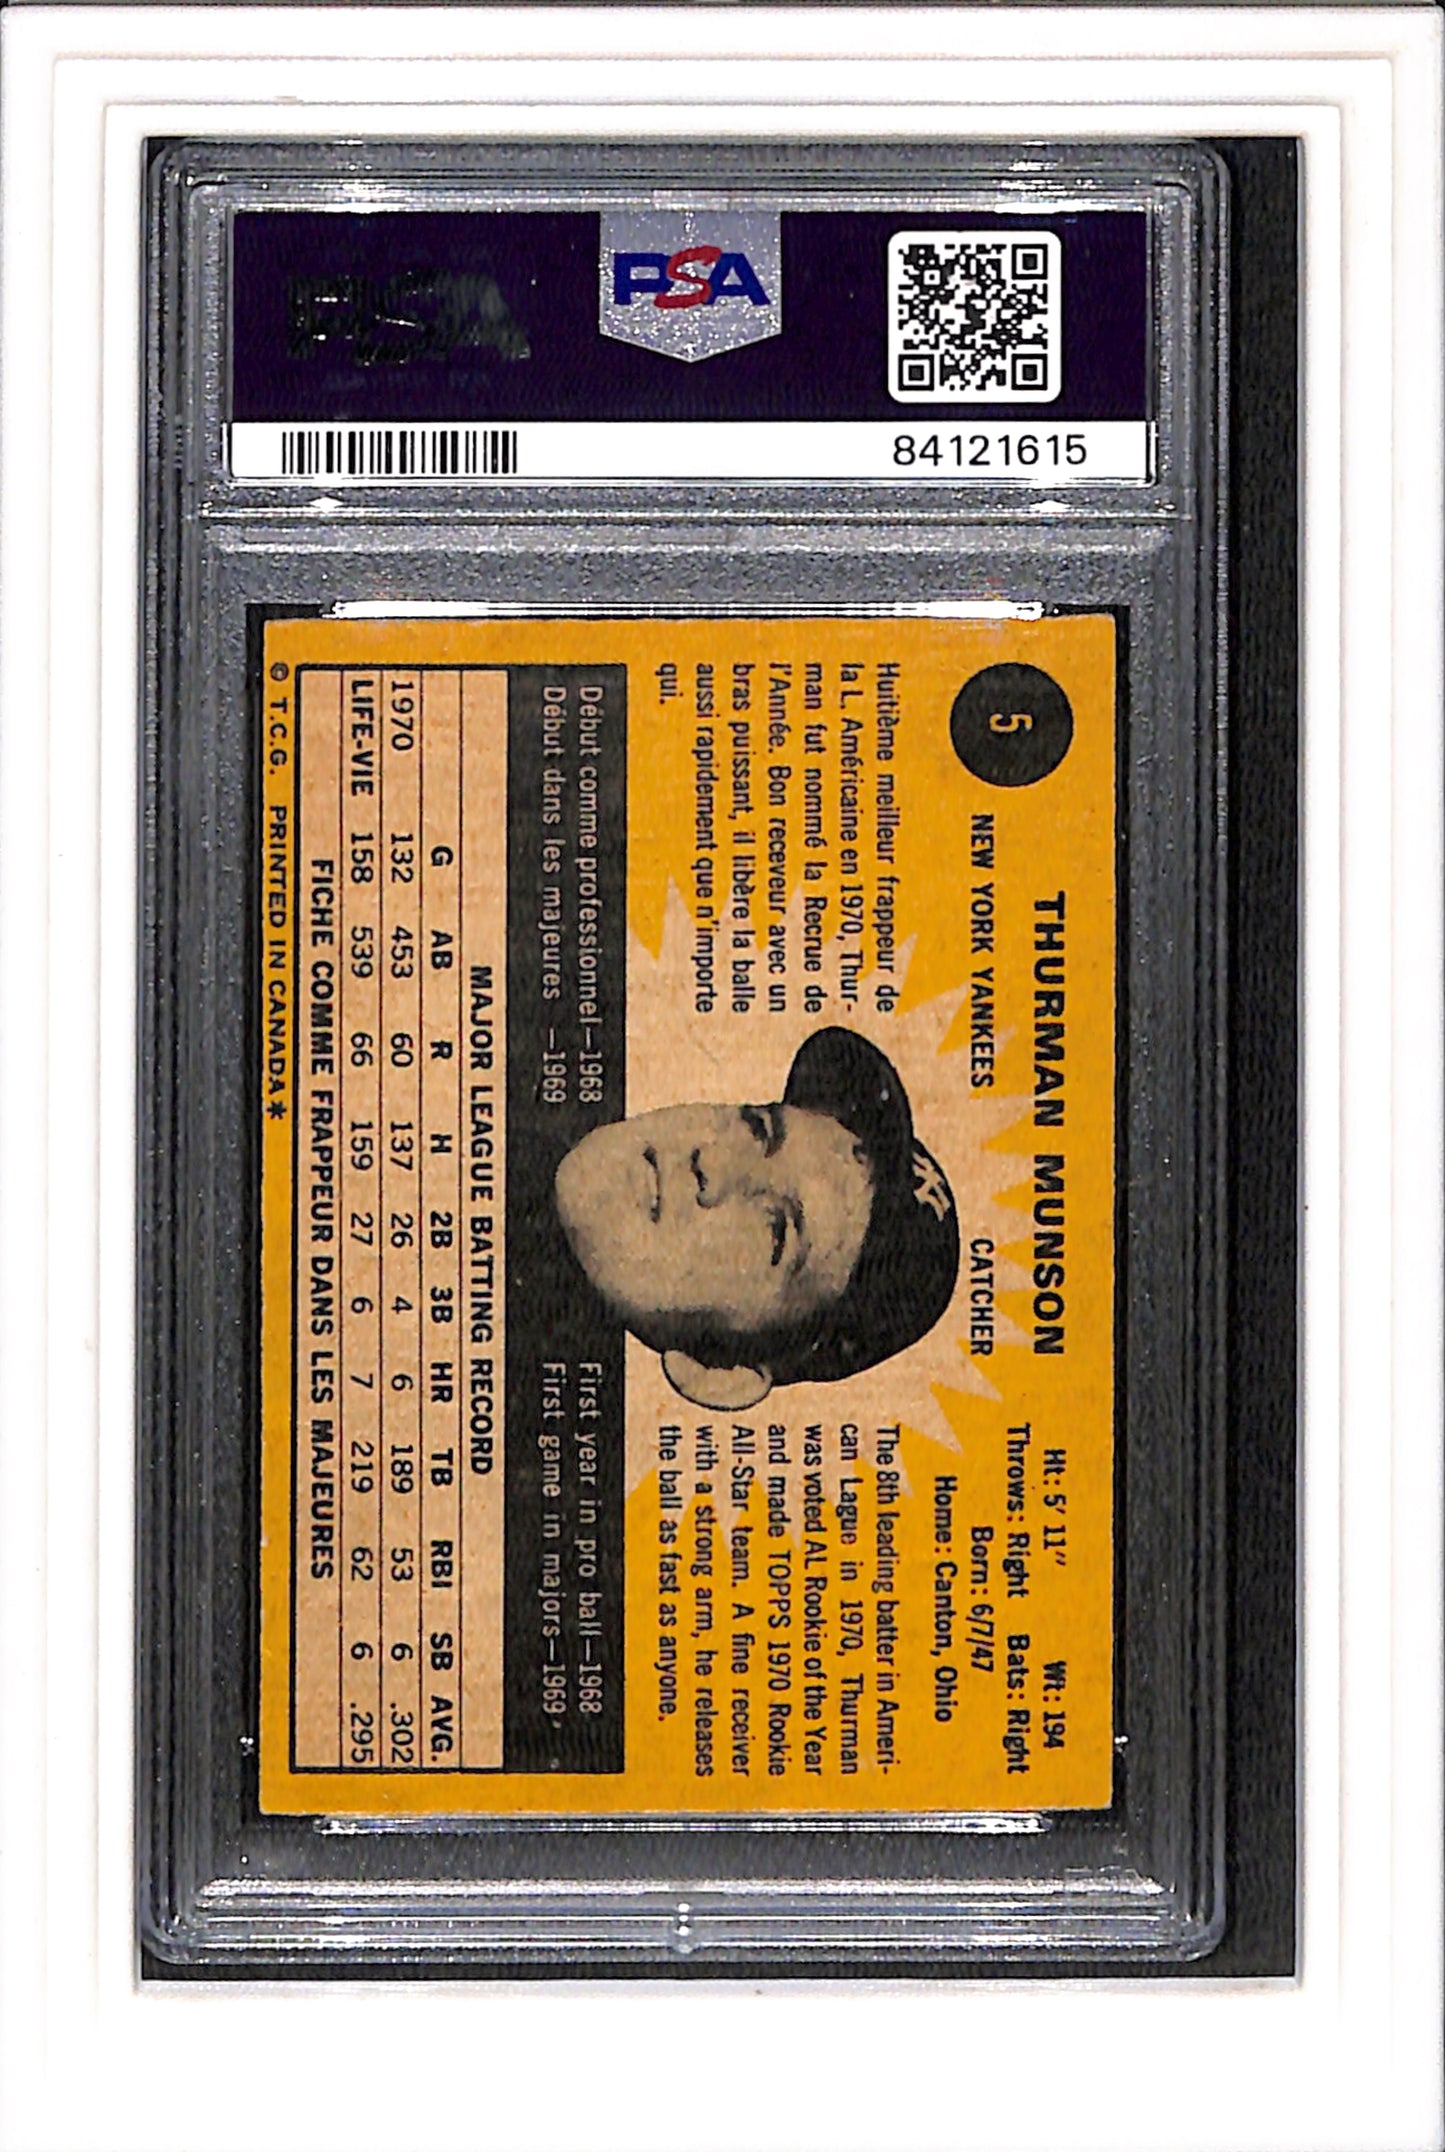 PSA
84121615
5
THURMAN MUNSON
NEW YORK YANKEES CATCHER
Ht: 5' 11" Wt: 194
Throws: Right Bats: Right
Born: 6/7/47
Home: Canton, Ohio
Huitième meilleur frappeur de
la L. Américaine en 1970, Thur-
man fut nommé la Recrue de
l'Année. Bon receveur avec un
bras puissant, il libère la balle
aussi rapidement que n'importe
qui.
The 8th leading batter in Ameri-
can Lague in 1970, Thurman
was voted AL Rookie of the Year
and made TOPPS 1970 Rookie
All-Star team. A fine receiver
with a strong arm, he releases
the ball as fast as anyone.
Début comme professionnel—1968
Début dans les majeures —1969
First year in pro ball—1968
First game in majors—1969
MAJOR LEAGUE BATTING RECORD
G AB R H 2B 3B HR TB RBI SB AVG.
1970 132 453 60 137 26 4 6 189 53 6 .302
LIFE-VIE 158 539 66 159 27 6 7 219 62 6 .295
FICHE COMME FRAPPEUR DANS LES MAJEURES
© T.C.G. PRINTED IN CANADA *